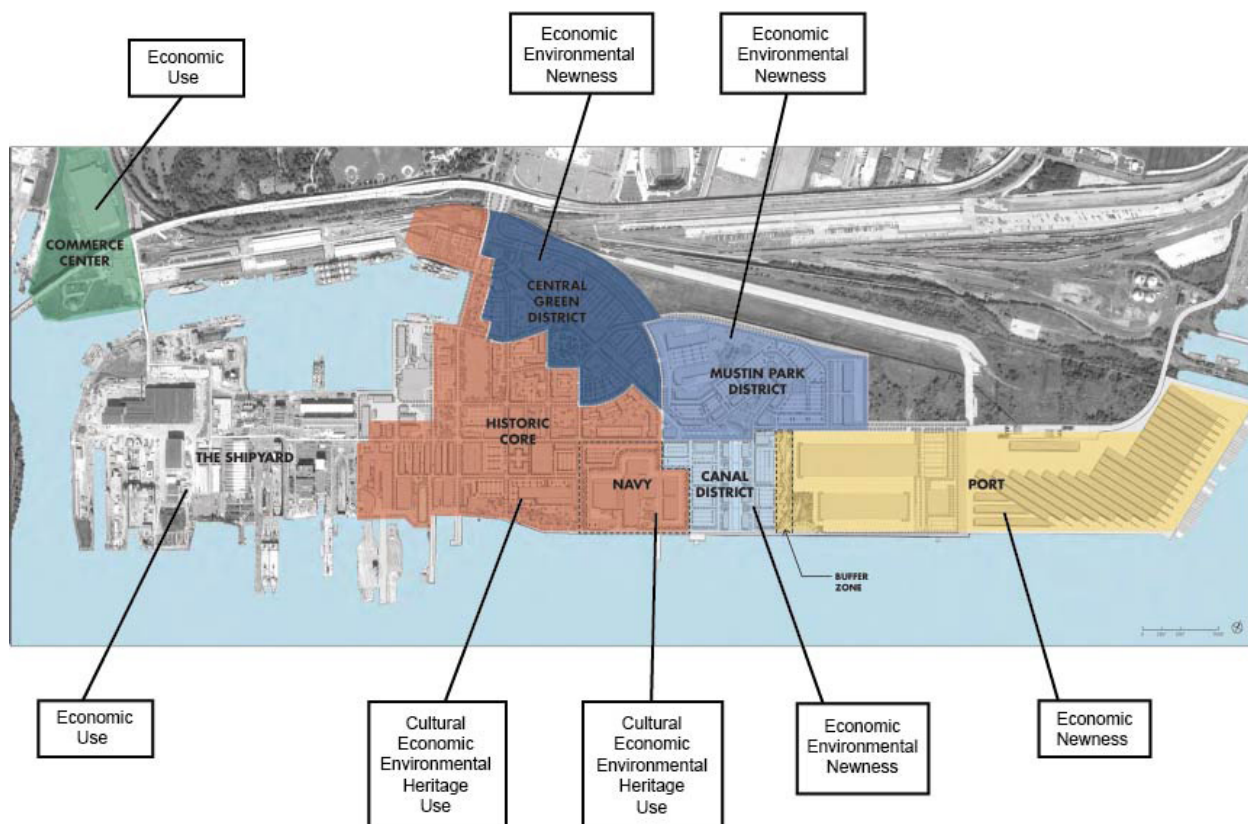 Economic
Use
Economic
Environmental
Newness
Economic
Environmental
Newness
COMMERCE
CENTER
CENTRAL
GREEN
DISTRICT
MUSTIN PARK
DISTRICT
HISTORIC
CORE
THE SHIPYARD
NAVY
CANAL
DISTRICT
PORT
BUFFER
ZONE
Economic
Use
Cultural
Economic
Environmental
Heritage
Use
Cultural
Economic
Environmental
Heritage
Use
Economic
Environmental
Newness
Economic
Newness